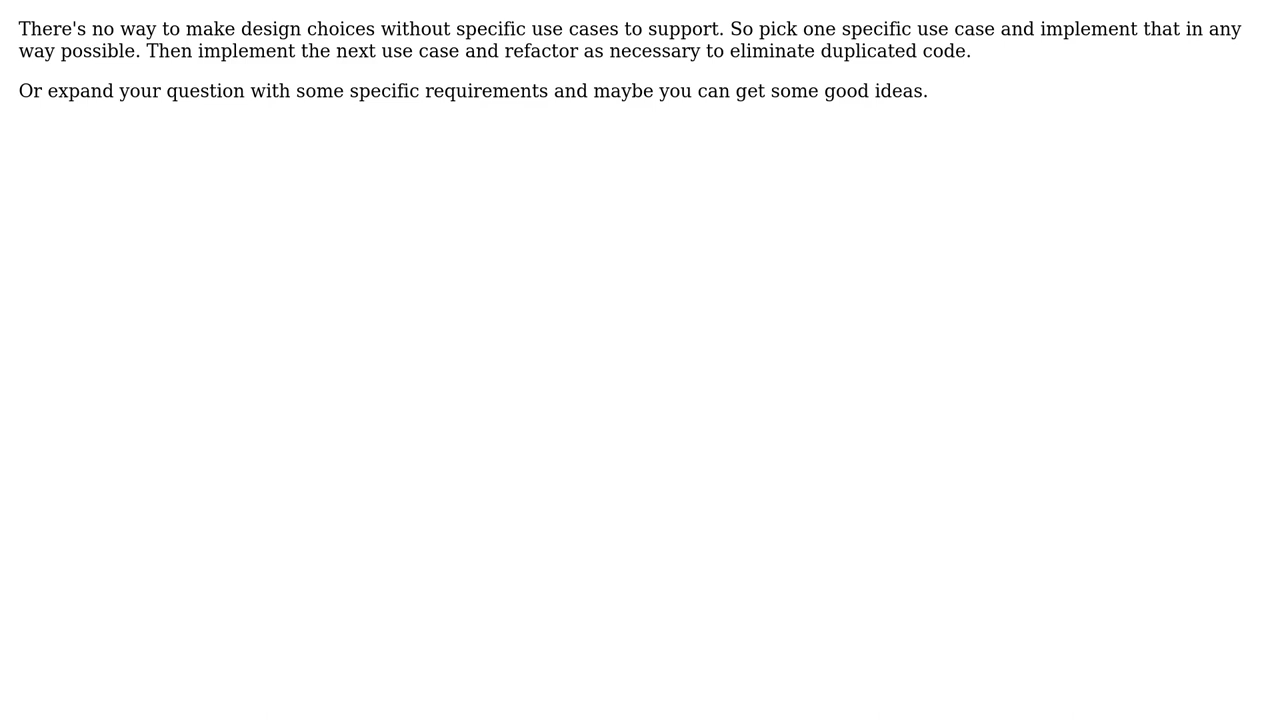 There's no way to make design choices without specific use cases to support. So pick one specific use case and implement that in any
way possible. Then implement the next use case and refactor as necessary to eliminate duplicated code.
Or expand your question with some specific requirements and maybe you can get some good ideas.